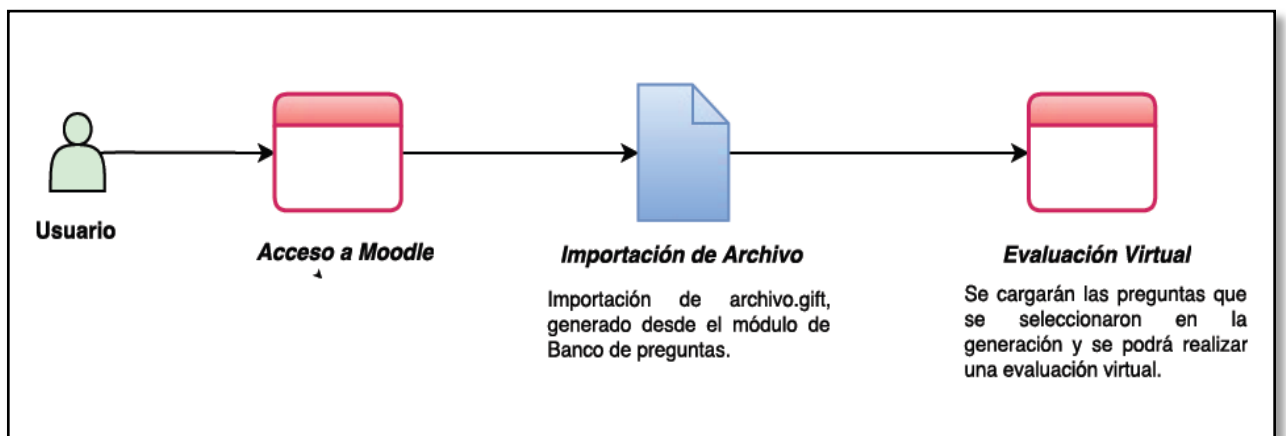 Usuario
Acceso a Moodle
Importación de Archivo
Importación de archivo.gift,
generado desde el módulo de
Banco de preguntas.
Evaluación Virtual
Se cargarán las preguntas que
se seleccionaron en la
generación y se podrá realizar
una evaluación virtual.